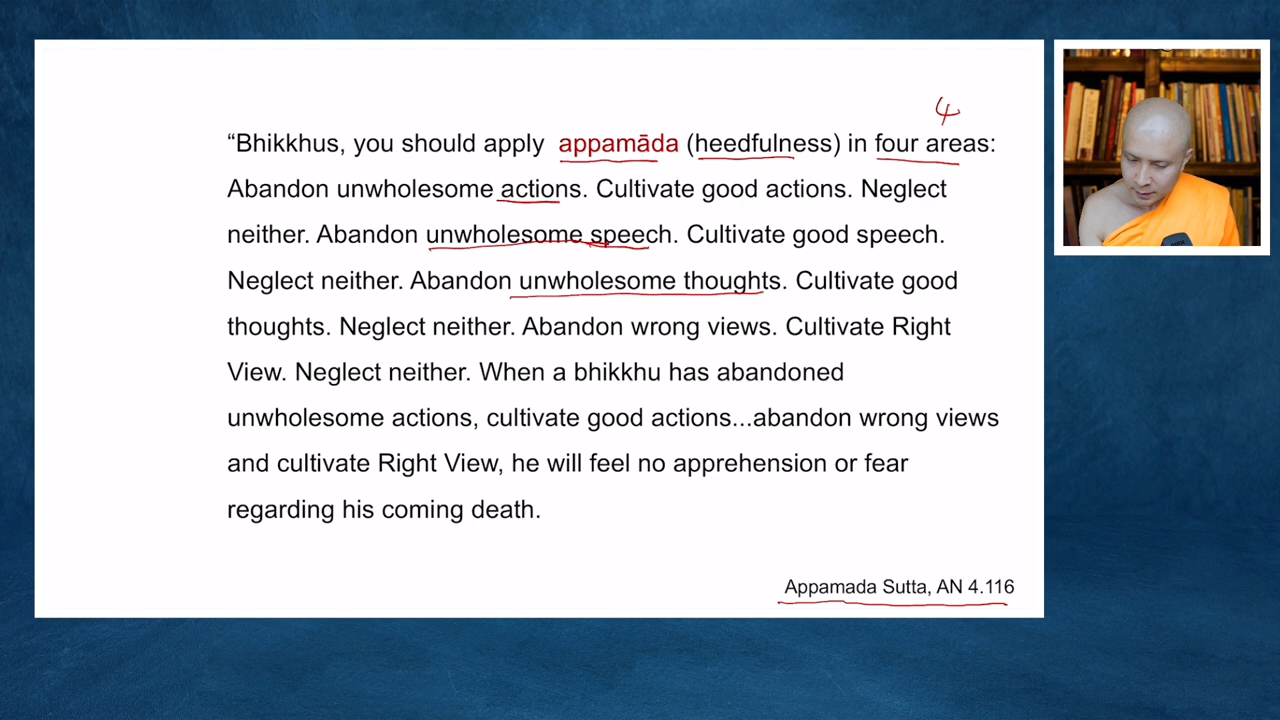 4
“Bhikkhus, you should apply appamāda (heedfulness) in four areas:
Abandon unwholesome actions. Cultivate good actions. Neglect
neither. Abandon unwholesome speech. Cultivate good speech.
Neglect neither. Abandon unwholesome thoughts. Cultivate good
thoughts. Neglect neither. Abandon wrong views. Cultivate Right
View. Neglect neither. When a bhikkhu has abandoned
unwholesome actions, cultivate good actions...abandon wrong views
and cultivate Right View, he will feel no apprehension or fear
regarding his coming death.
Appamada Sutta, AN 4.116